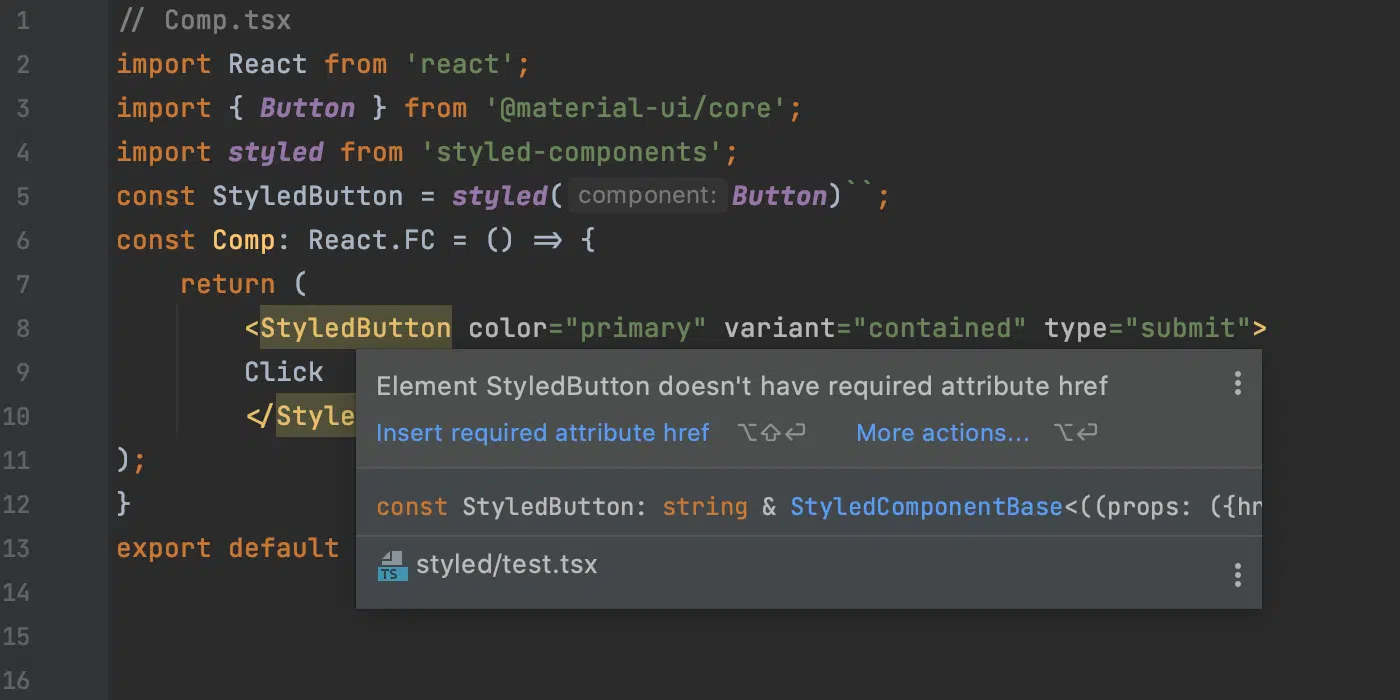 1 // Comp.tsx
2 import React from 'react';
3 import { Button } from '@material-ui/core';
4 import styled from 'styled-components';
5 const StyledButton = styled( component: Button)``;
6 const Comp: React.FC = () => {
7 return (
8 <StyledButton color="primary" variant="contained" type="submit">
9 Click
10 </Style
11 );
12 }
13 export default
14
15
16
Element StyledButton doesn't have required attribute href
Insert required attribute href ⌥⇧⏎ More actions... ⌥⏎
const StyledButton: string & StyledComponentBase<((props: ({hr
TS styled/test.tsx